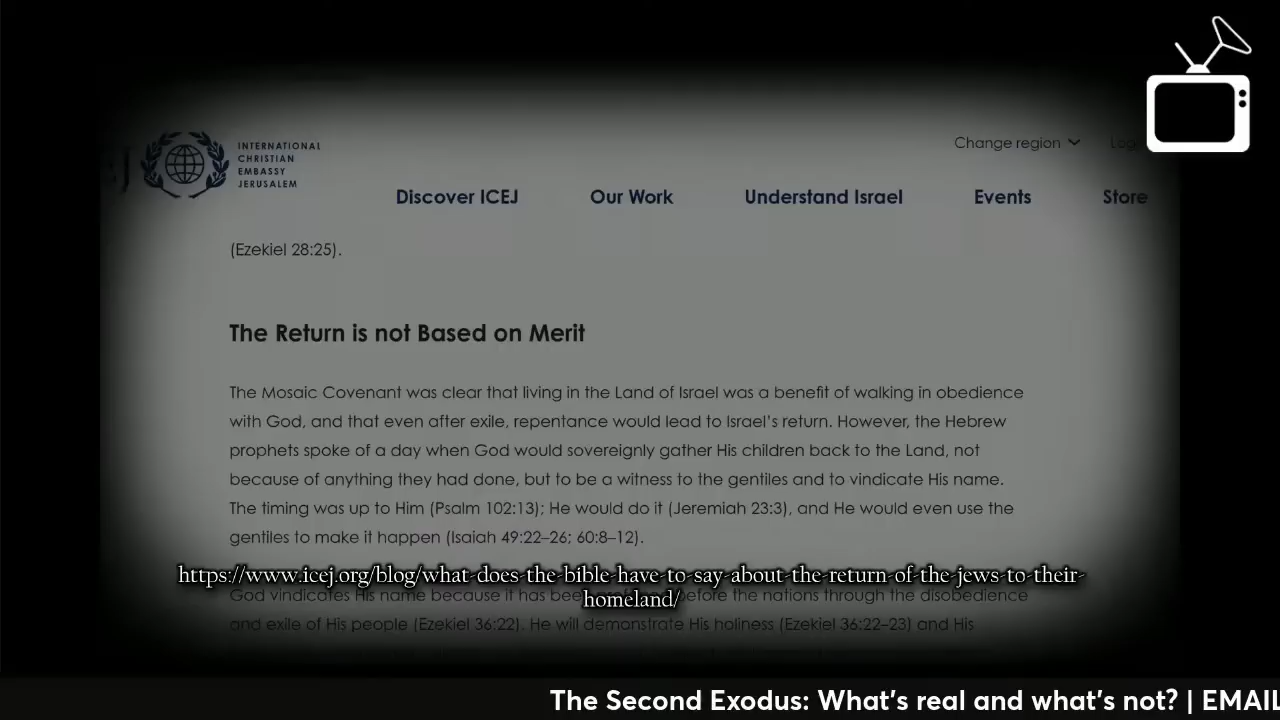 INTERNATIONAL
CHRISTIAN
EMBASSY
JERUSALEM
Change region
Discover ICEJ
Our Work
Understand Israel
Events
Store
(Ezekiel 28:25).
The Return is not Based on Merit
The Mosaic Covenant was clear that living in the Land of Israel was a benefit of walking in obedience
with God, and that even after exile, repentance would lead to Israel's return. However, the Hebrew
prophets spoke of a day when God would sovereignly gather His children back to the Land, not
because of anything they had done, but to be a witness to the gentiles and to vindicate His name.
The timing was up to Him (Psalm 102:13); He would do it (Jeremiah 23:3), and He would even use the
gentiles to make it happen (Isaiah 49:22–26; 60:8–12).
https://www.icej.org/blog/what-does-the-bible-have-to-say-about-the-return-of-the-jews-to-their-
homeland/
God vindicates His name because it has before the nations through the disobedience
and exile of His people (Ezekiel 36:22). He will demonstrate His holiness (Ezekiel 36:22–23) and His
The Second Exodus: What's real and what's not? | EMAIL